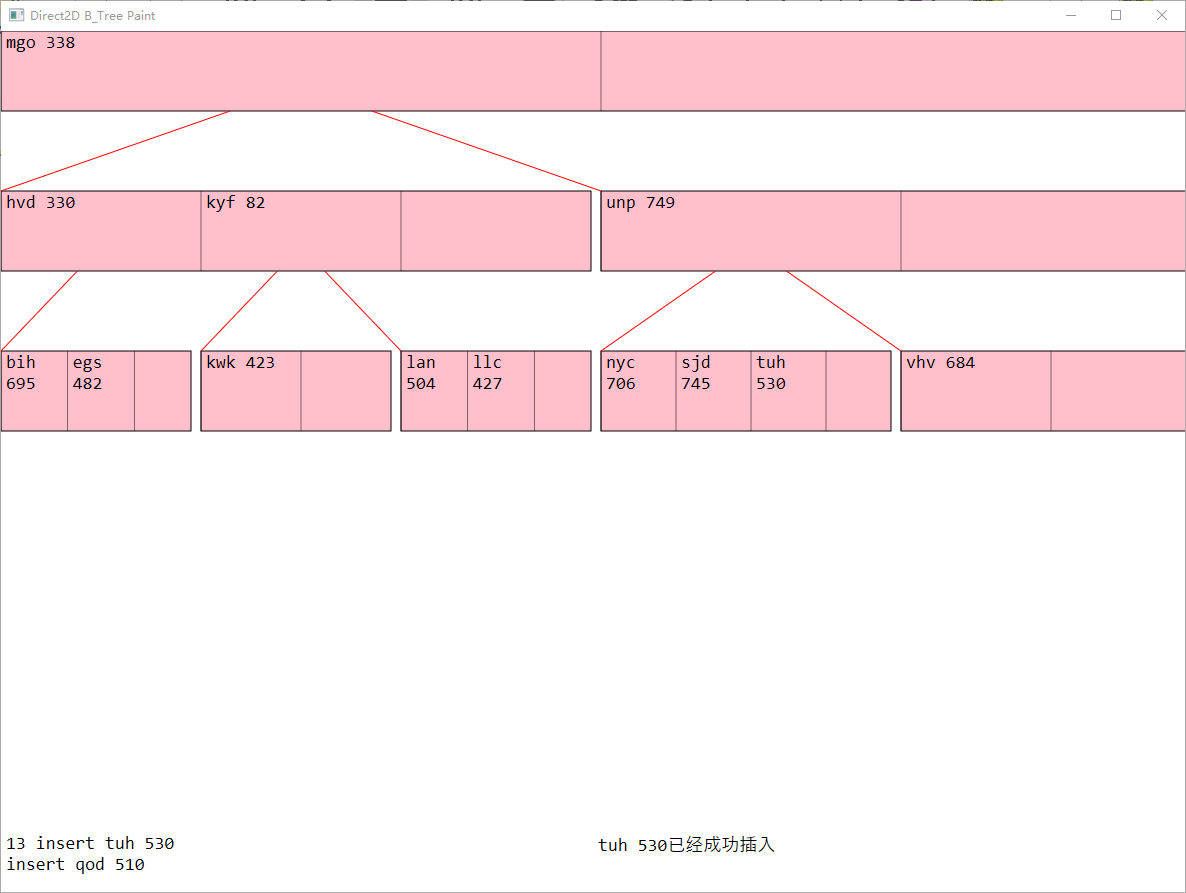 Direct2D B_Tree Paint
mgo 338
hvd 330
kyf 82
unp 749
bih
695
egs
482
kwk 423
lan
504
llc
427
nyc
706
sjd
745
tuh
530
vhv 684
13 insert tuh 530
insert qod 510
tuh 530已经成功插入